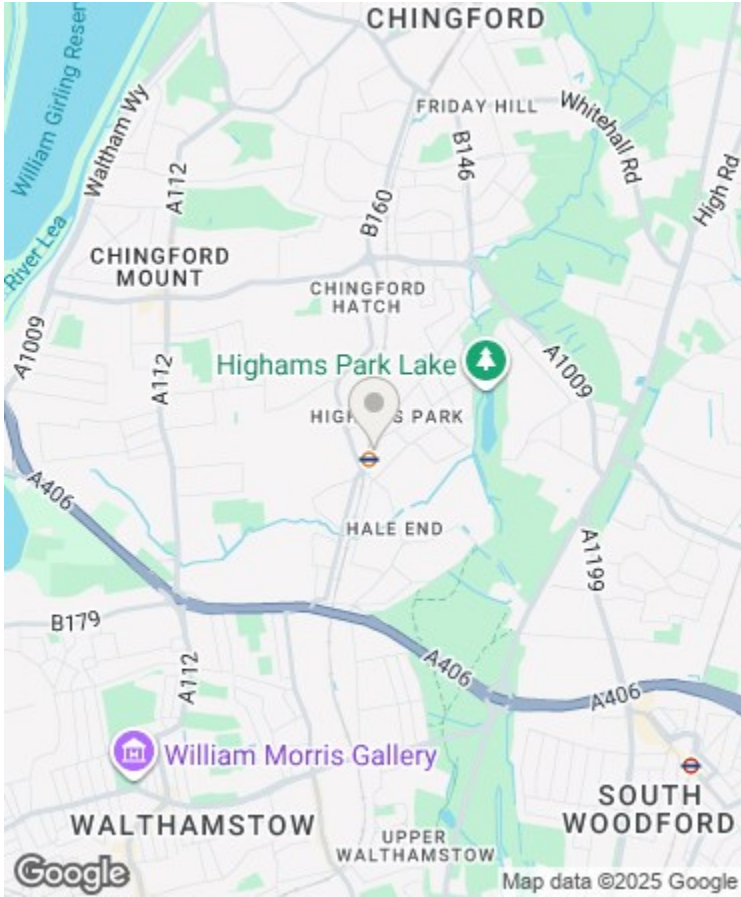 CHINGFORD
William Girling Reser
Waltham Wy
FRIDAY HILL
Whitehall Rd
B146
A112
High Rd
B160
River Lea
CHINGFORD
MOUNT
CHINGFORD
HATCH
A1009
A112
Highams Park Lake
A1009
S PARK
A406
HALE END
A1199
B179
A112
A406
A406
William Morris Gallery
SOUTH
WOODFORD
WALTHAMSTOW
UPPER
WALTHAMSTOW
Google
Map data ©2025 Google